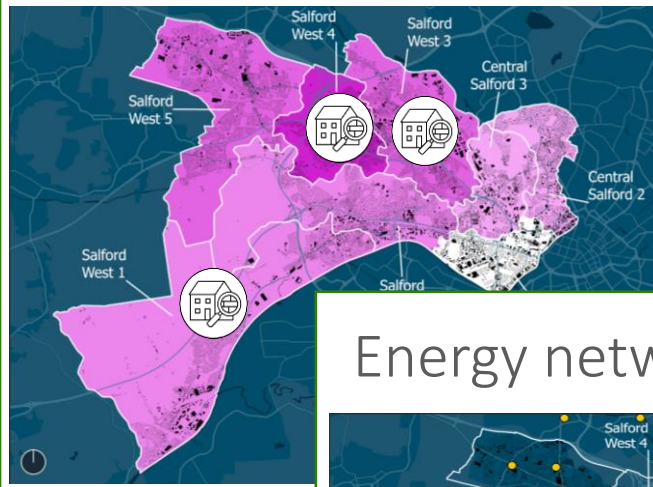 Salford
West 4
Salford
West 3
Central
Salford 3
Salford
West 5
Central
Salford 2
Salford
West 1
Salford
Energy netw
Salford
West 4